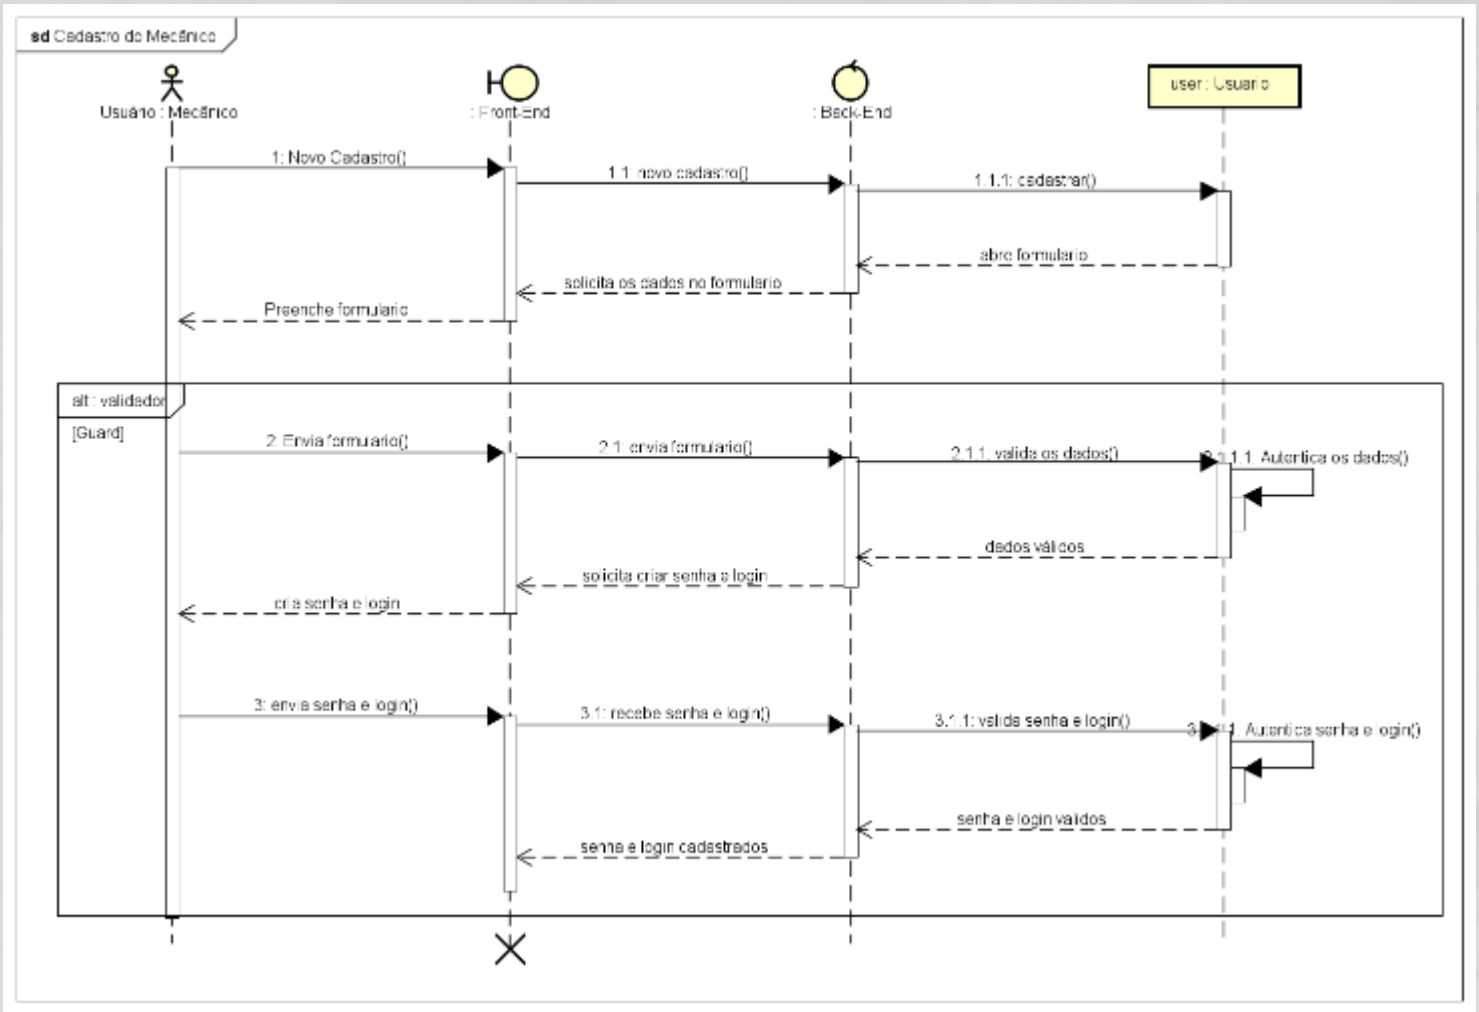 sd Cadastro do Mecânico
Usuário : Mecânico
: Front-End
: Back-End
user : Usuario
1: Novo Cadastro()
1.1: novo cadastro()
1.1.1: cadastrar()
abre formulario
solicita os dados no formulario
Preenche formulario
alt : validador
[Guard]
2: Envia formulario()
2.1: envia formulario()
2.1.1: valida os dados()
Autentica os dados()
dados válidos
solicita criar senha e login
cria senha e login
3: envia senha e login()
3.1: recebe senha e login()
3.1.1: valida senha e login()
Autentica senha e login()
senha e login validos
senha e login cadastrados